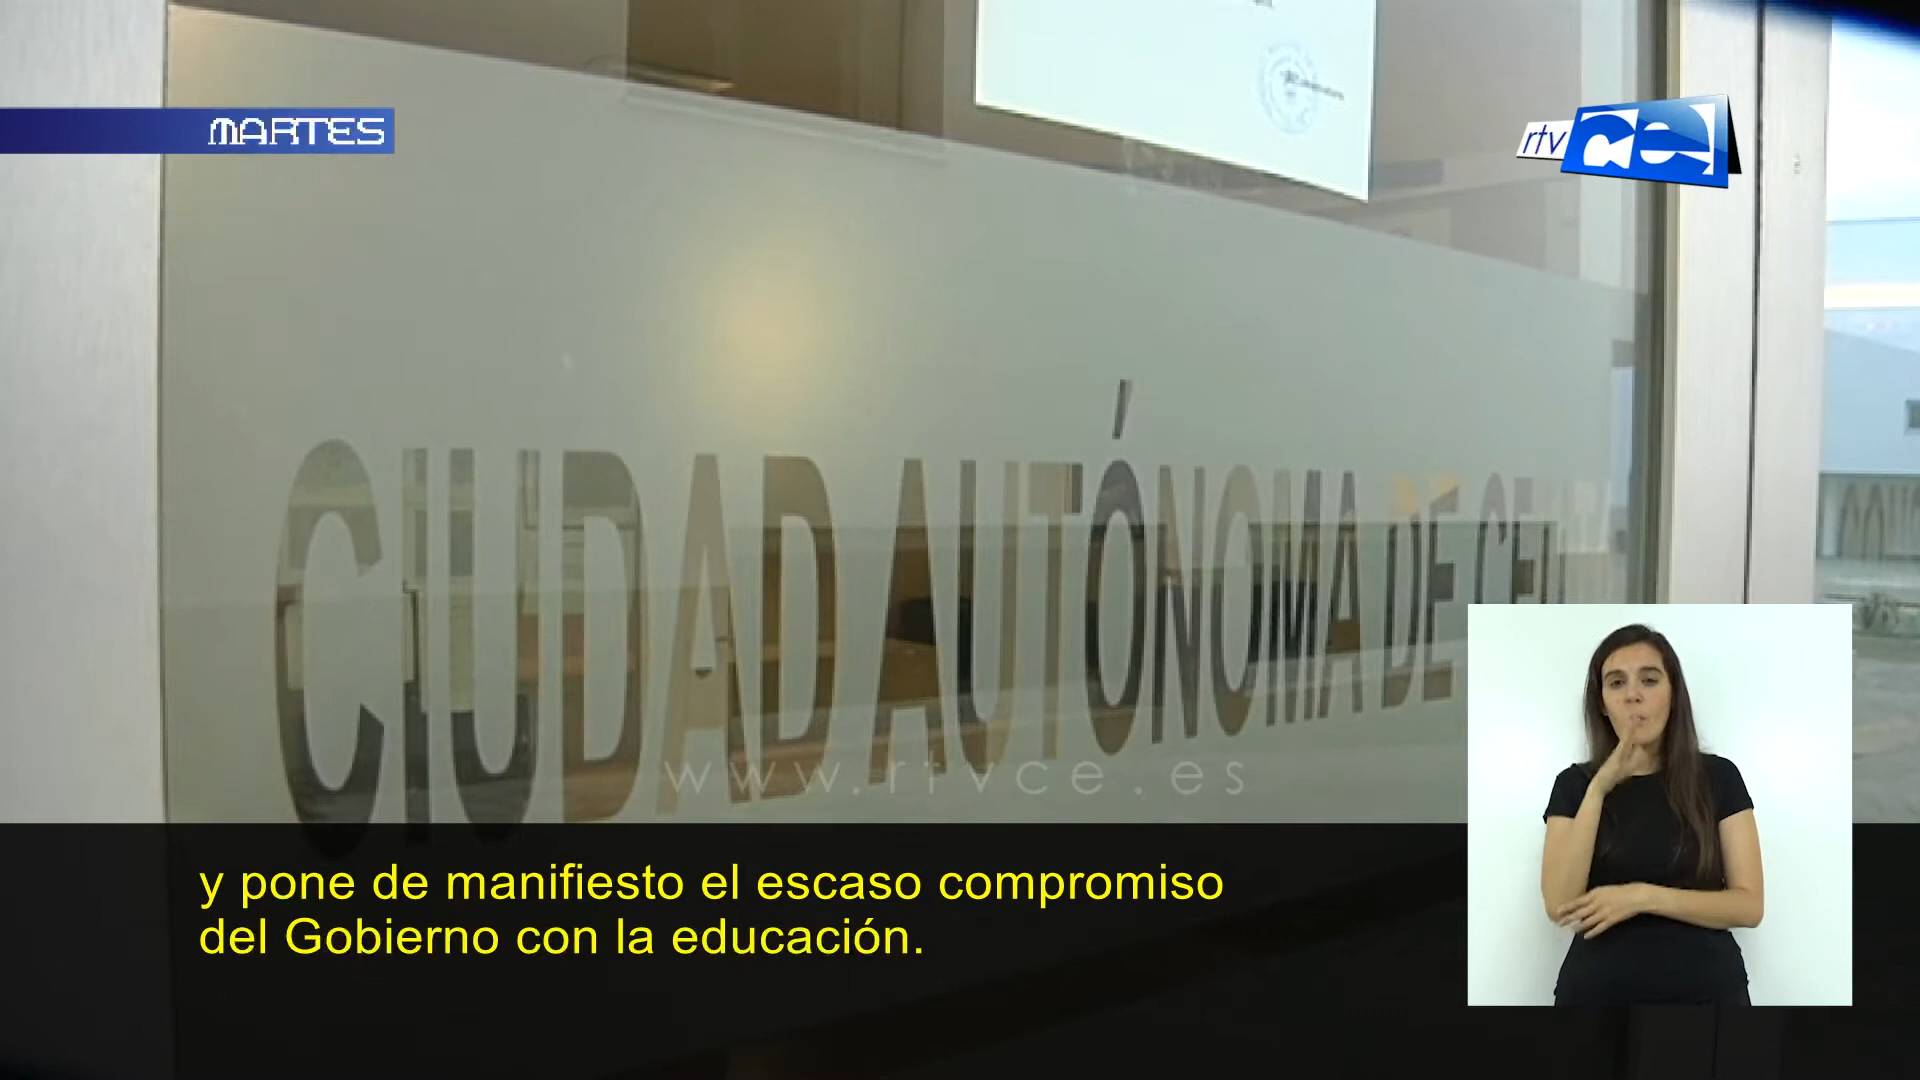 MARTES
rtv ce
CIUDAD AUTÓNOMA DE CEU
www.rtvce.es
y pone de manifiesto el escaso compromiso
del Gobierno con la educación.